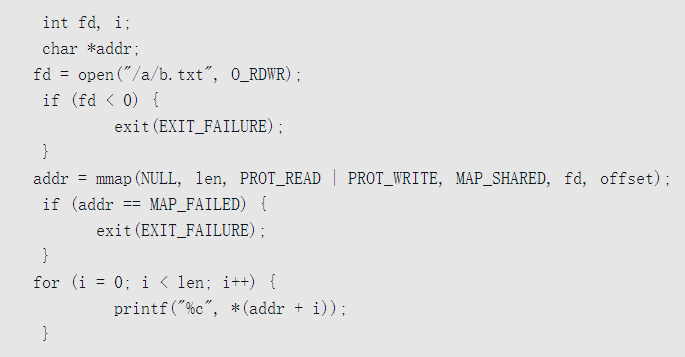 int fd, i;
char *addr;
fd = open("/a/b.txt", O_RDWR);
if (fd < 0) {
exit(EXIT_FAILURE);
}
addr = mmap(NULL, len, PROT_READ | PROT_WRITE, MAP_SHARED, fd, offset);
if (addr == MAP_FAILED) {
exit(EXIT_FAILURE);
}
for (i = 0; i < len; i++) {
printf("%c", *(addr + i));
}